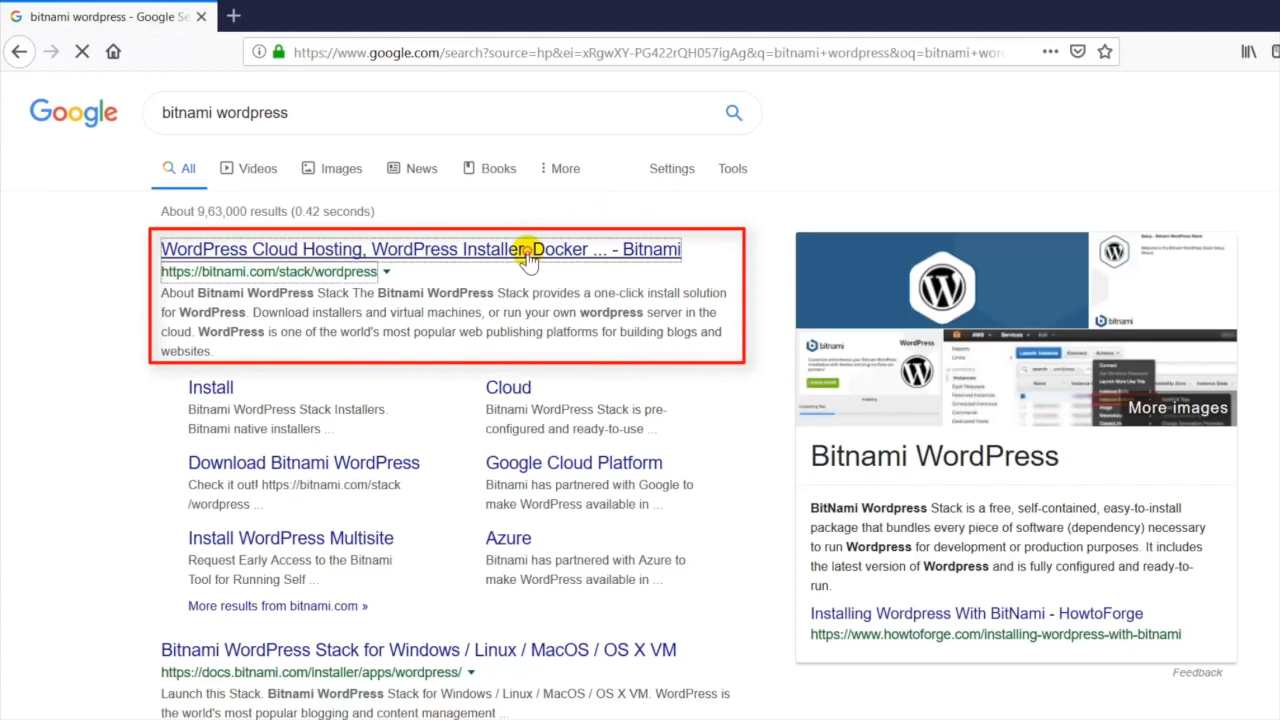 bitnami wordpress - Google Se
https://www.google.com/search?source=hp&ei=xRgwXY-PG422rQH057igAg&q=bitnami+wordpress&oq=bitnami+wor
Google
bitnami wordpress
All Videos Images News Books More Settings Tools
About 9,63,000 results (0.42 seconds)
WordPress Cloud Hosting, WordPress Installer, Docker ... - Bitnami
https://bitnami.com/stack/wordpress
About Bitnami WordPress Stack The Bitnami WordPress Stack provides a one-click install solution
for WordPress. Download installers and virtual machines, or run your own wordpress server in the
cloud. WordPress is one of the world's most popular web publishing platforms for building blogs and
websites.
Install
Bitnami WordPress Stack Installers.
Bitnami native installers ...
Cloud
Bitnami WordPress Stack is pre-
configured and ready-to-use ...
Download Bitnami WordPress
Check it out! https://bitnami.com/stack
/wordpress ...
Google Cloud Platform
Bitnami has partnered with Google to
make WordPress available in ...
Install WordPress Multisite
Request Early Access to the Bitnami
Tool for Running Self ...
Azure
Bitnami has partnered with Azure to
make WordPress available in ...
More results from bitnami.com »
Bitnami WordPress Stack for Windows / Linux / MacOS / OS X VM
https://docs.bitnami.com/installer/apps/wordpress/
Launch this Stack. Bitnami WordPress Stack for Windows / Linux / MacOS / OS X VM. WordPress is
the world's most popular blogging and content management ...
bitnami
bitnami
WordPress
More images
Bitnami WordPress
BitNami Wordpress Stack is a free, self-contained, easy-to-install
package that bundles every piece of software (dependency) necessary
to run Wordpress for development or production purposes. It includes
the latest version of Wordpress and is fully configured and ready-to-
run.
Installing Wordpress With BitNami - HowtoForge
https://www.howtoforge.com/installing-wordpress-with-bitnami
Feedback